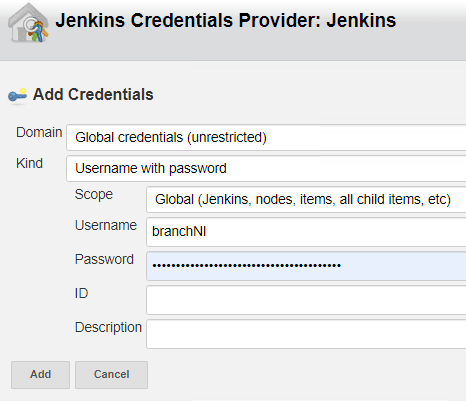 Jenkins Credentials Provider: Jenkins
Add Credentials
Domain Global credentials (unrestricted)
Kind Username with password
Scope Global (Jenkins, nodes, items, all child items, etc)
Username branchNI
Password ••••••••••••••••••••••••••••••••••••••••
ID
Description
Add Cancel